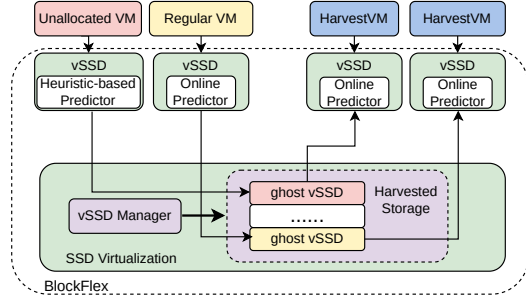 Unallocated VM
Regular VM
HarvestVM
HarvestVM
vSSD
Heuristic-based
Predictor
vSSD
Online
Predictor
vSSD
Online
Predictor
vSSD
Online
Predictor
ghost vSSD
......
ghost vSSD
Harvested
Storage
vSSD Manager
SSD Virtualization
BlockFlex